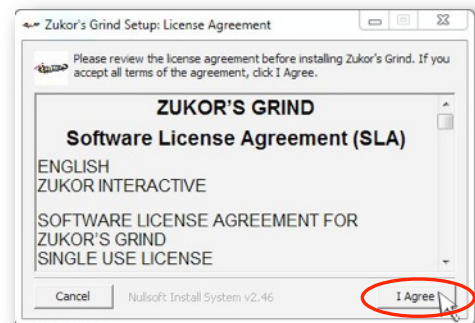 Zukor's Grind Setup: License Agreement
Please review the license agreement before installing Zukor's Grind. If you
accept all terms of the agreement, click I Agree.
ZUKOR'S GRIND
Software License Agreement (SLA)
ENGLISH
ZUKOR INTERACTIVE
SOFTWARE LICENSE AGREEMENT FOR
ZUKOR'S GRIND
SINGLE USE LICENSE
Cancel Nullsoft Install System v2.46 I Agree